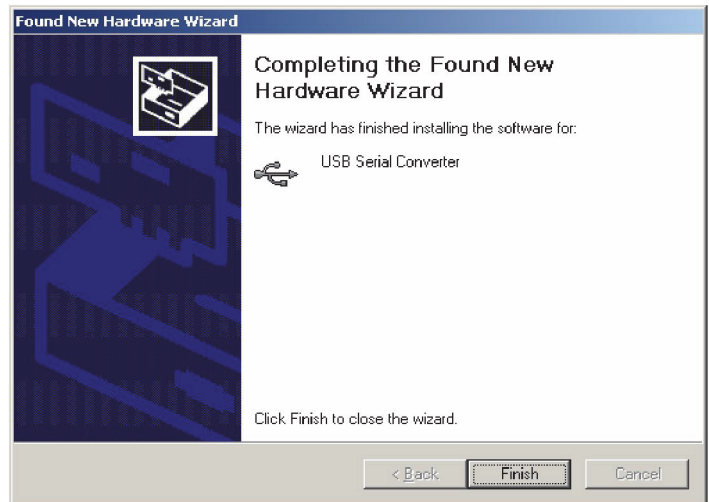 Found New Hardware Wizard
Completing the Found New
Hardware Wizard
The wizard has finished installing the software for:
USB Serial Converter
Click Finish to close the wizard.
< Back
Finish
Cancel